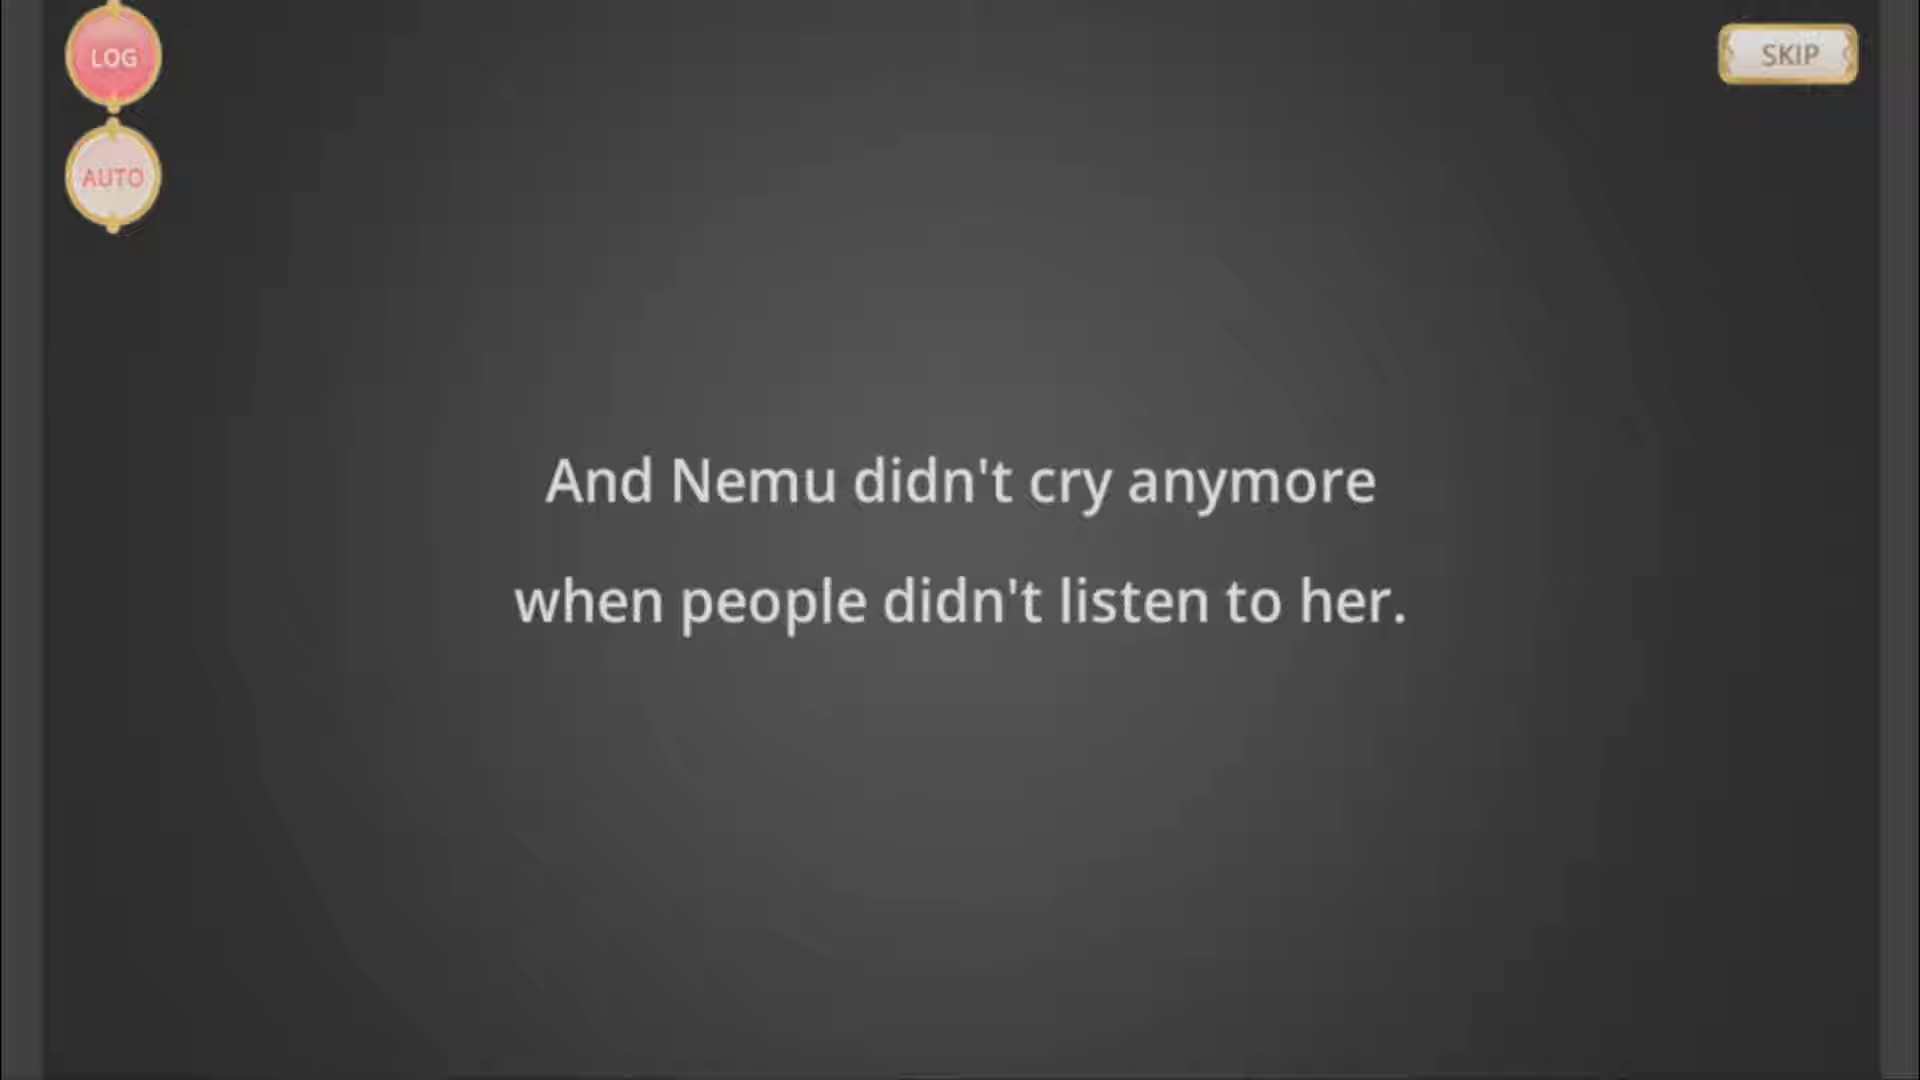 LOG
SKIP
AUTO
And Nemu didn't cry anymore
when people didn't listen to her.